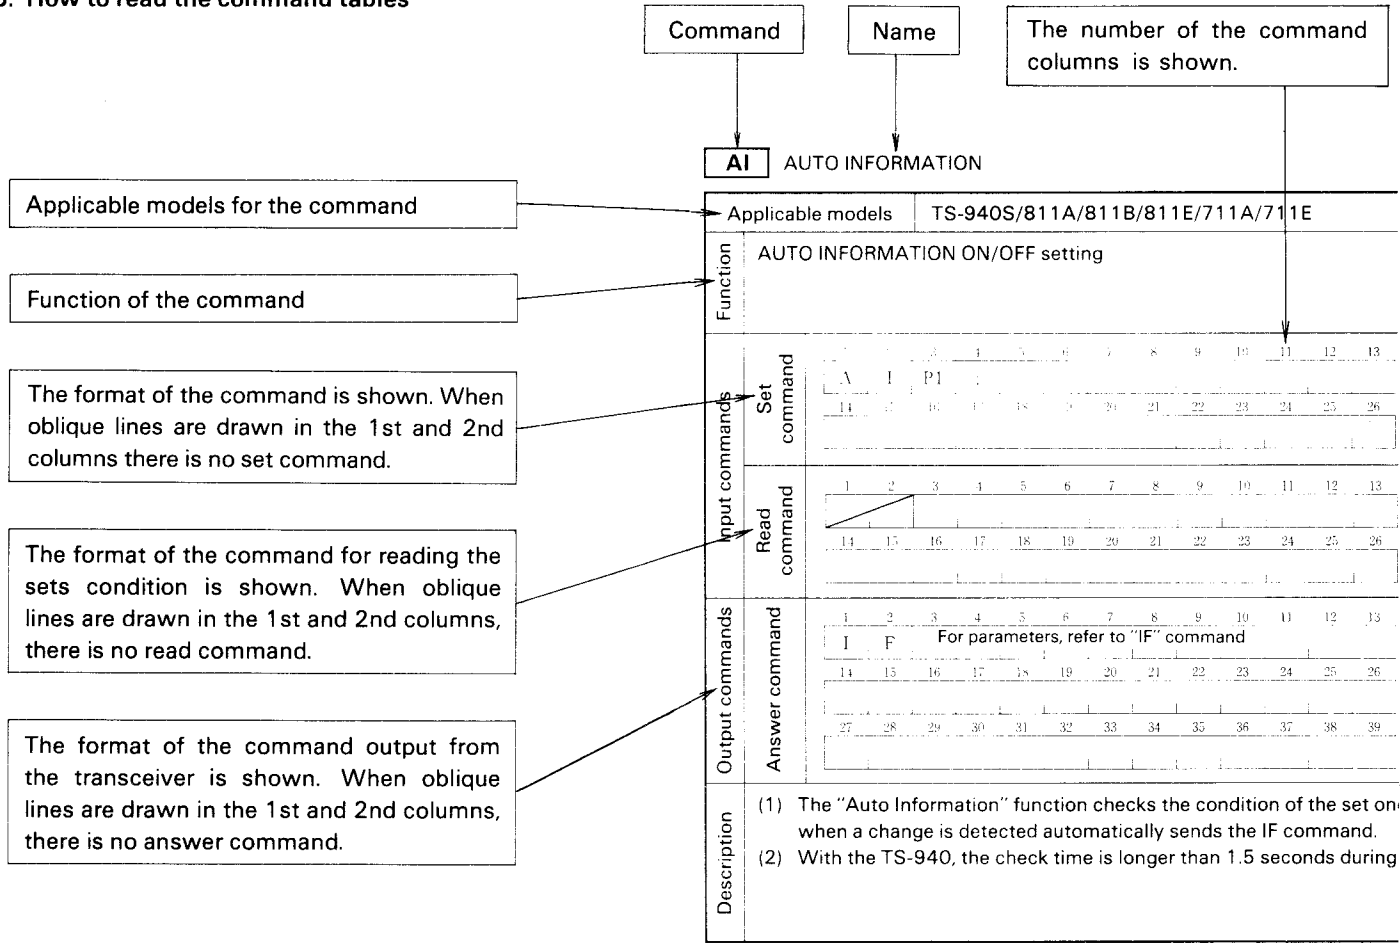 How to read the command tables
Command
Name
The number of the command
columns is shown.
AI AUTO INFORMATION
Applicable models for the command
Function of the command
The format of the command is shown. When
oblique lines are drawn in the 1st and 2nd
columns there is no set command.
The format of the command for reading the
sets condition is shown. When oblique
lines are drawn in the 1st and 2nd columns,
there is no read command.
The format of the command output from
the transceiver is shown. When oblique
lines are drawn in the 1st and 2nd columns,
there is no answer command.
Applicable models TS-940S/811A/811B/811E/711A/711E
Function
AUTO INFORMATION ON/OFF setting
Input commands
Set
command
3 4 5 6 7 8 9 10 11 12 13
A I P1 ;
14 15 16 17 18 19 20 21 22 23 24 25 26
Read
command
1 2 3 4 5 6 7 8 9 10 11 12 13
14 15 16 17 18 19 20 21 22 23 24 25 26
Output commands
Answer command
1 2 3 4 5 6 7 8 9 10 11 12 13
I F For parameters, refer to "IF" command
14 15 16 17 18 19 20 21 22 23 24 25 26
27 28 29 30 31 32 33 34 35 36 37 38 39
Description
(1) The "Auto Information" function checks the condition of the set
when a change is detected automatically sends the IF command.
(2) With the TS-940, the check time is longer than 1.5 seconds during